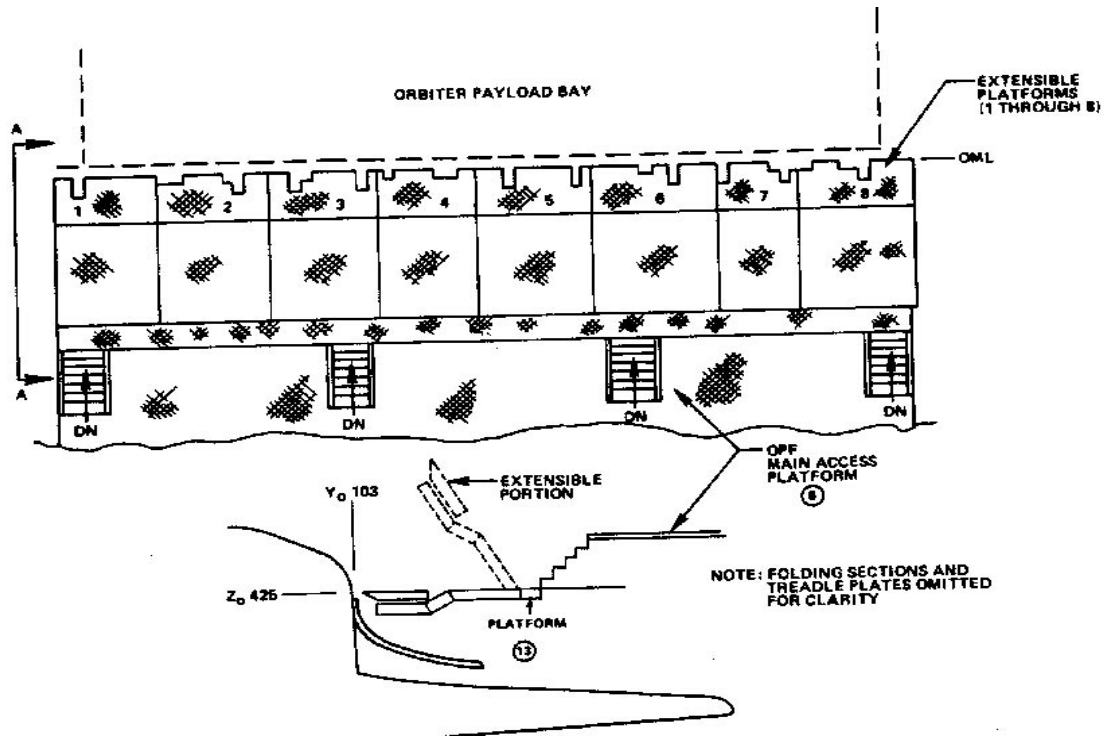 ORBITER PAYLOAD BAY
EXTENSIBLE
PLATFORMS
(1 THROUGH 8)
A
OML
1
2
3
4
5
6
7
8
A
DN
DN
DN
DN
OPF
MAIN ACCESS
PLATFORM
6
EXTENSIBLE
PORTION
Yo 103
Zo 425
PLATFORM
13
NOTE: FOLDING SECTIONS AND
TREADLE PLATES OMITTED
FOR CLARITY